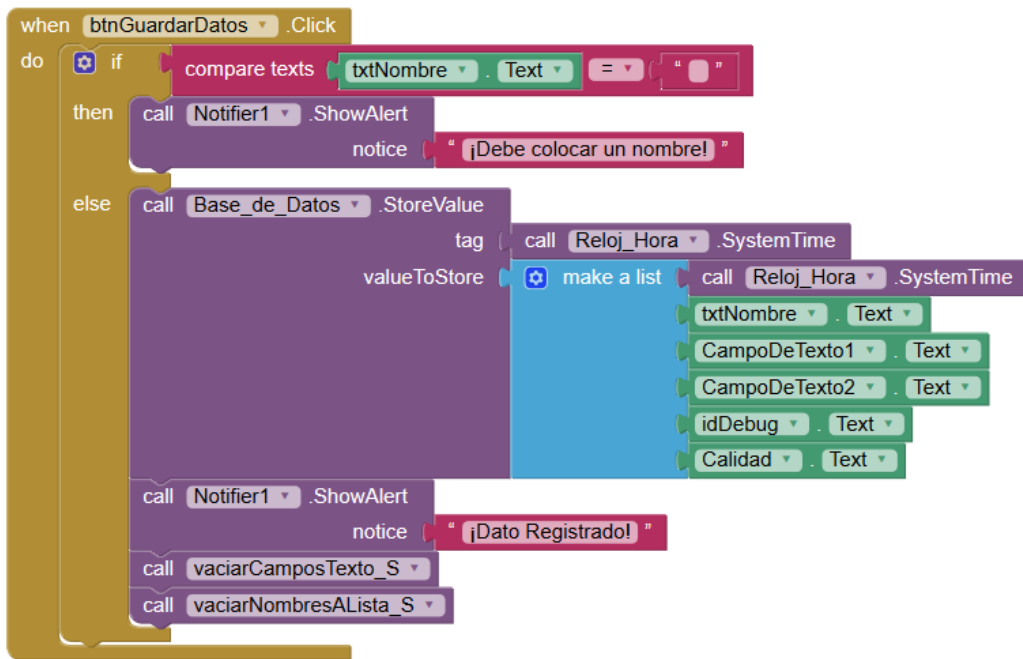 when btnGuardarDatos .Click
do if compare texts txtNombre . Text = " "
then call Notifier1 .ShowAlert
notice " ¡Debe colocar un nombre! "
else call Base_de_Datos .StoreValue
tag call Reloj_Hora .SystemTime
valueToStore make a list call Reloj_Hora .SystemTime
txtNombre . Text
CampoDeTexto1 . Text
CampoDeTexto2 . Text
idDebug . Text
Calidad . Text
call Notifier1 .ShowAlert
notice " ¡Dato Registrado! "
call vaciarCamposTexto_S
call vaciarNombresALista_S